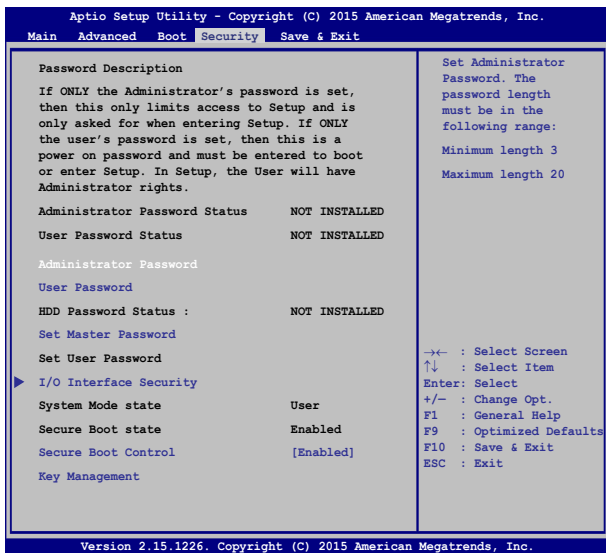 Aptio Setup Utility - Copyright (C) 2015 American Megatrends, Inc.
Main Advanced Boot Security Save & Exit
Password Description
If ONLY the Administrator's password is set,
then this only limits access to Setup and is
only asked for when entering Setup. If ONLY
the user's password is set, then this is a
power on password and must be entered to boot
or enter Setup. In Setup, the User will have
Administrator rights.
Administrator Password Status NOT INSTALLED
User Password Status NOT INSTALLED
Administrator Password
User Password
HDD Password Status : NOT INSTALLED
Set Master Password
Set User Password
I/O Interface Security
System Mode state User
Secure Boot state Enabled
Secure Boot Control [Enabled]
Key Management
Set Administrator
Password. The
password length
must be in the
following range:
Minimum length 3
Maximum length 20
→← : Select Screen
↑↓ : Select Item
Enter: Select
+/— : Change Opt.
F1 : General Help
F9 : Optimized Defaults
F10 : Save & Exit
ESC : Exit
Version 2.15.1226. Copyright (C) 2015 American Megatrends, Inc.